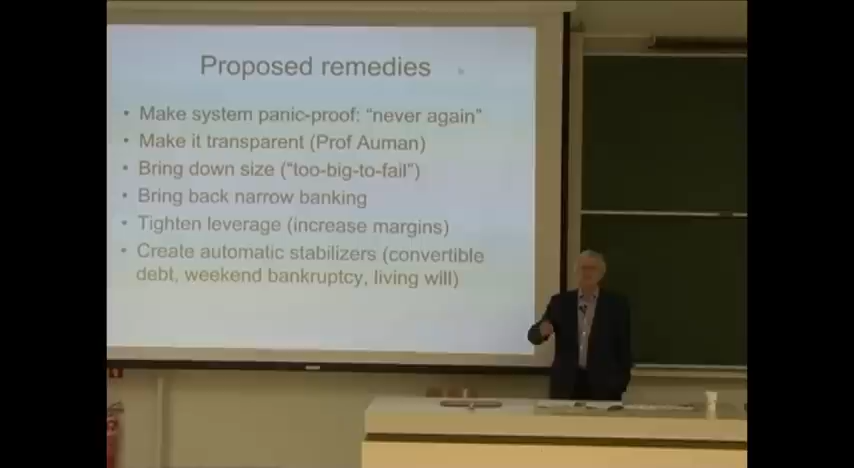 Proposed remedies
• Make system panic-proof: “never again”
• Make it transparent (Prof Auman)
• Bring down size (“too-big-to-fail”)
• Bring back narrow banking
• Tighten leverage (increase margins)
• Create automatic stabilizers (convertible
debt, weekend bankruptcy, living will)